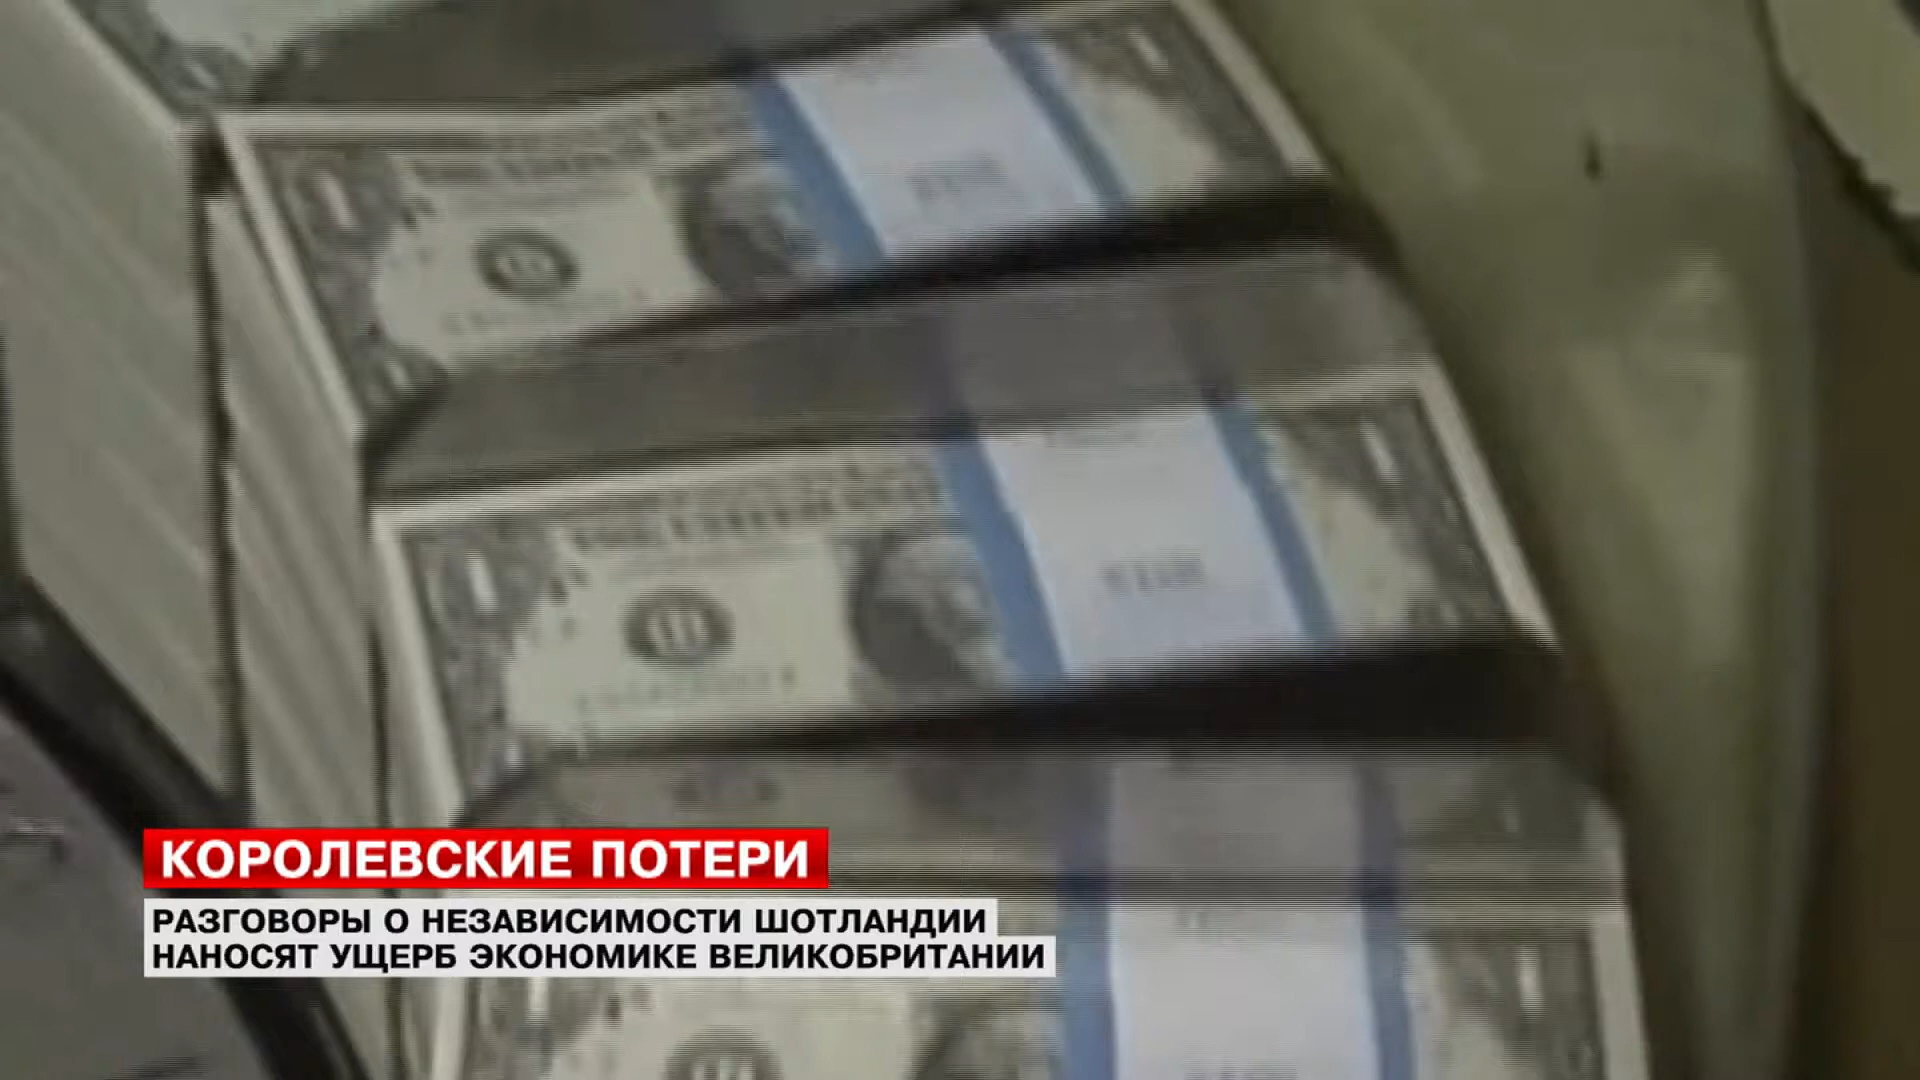 КОРОЛЕВСКИЕ ПОТЕРИ
РАЗГОВОРЫ О НЕЗАВИСИМОСТИ ШОТЛАНДИИ
НАНОСЯТ УЩЕРБ ЭКОНОМИКЕ ВЕЛИКОБРИТАНИИ